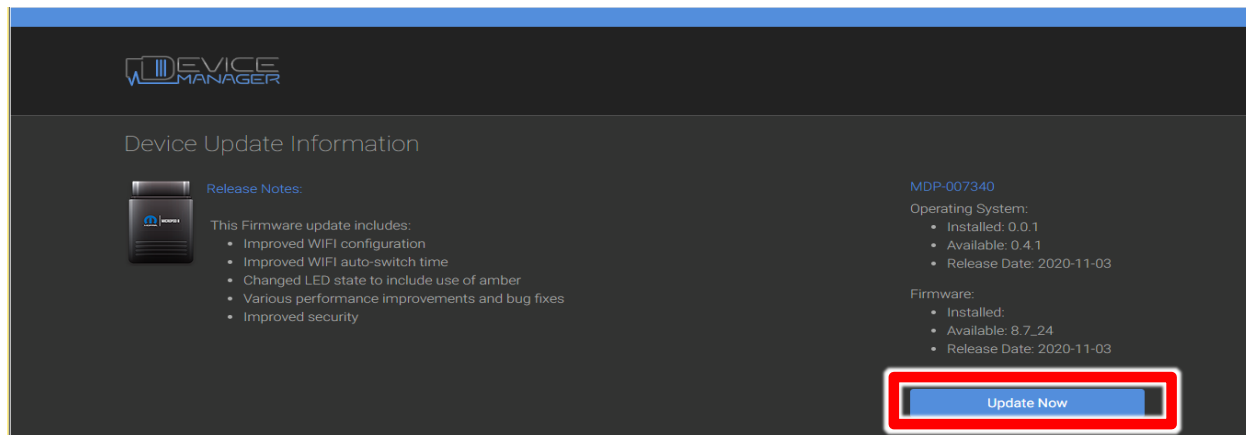 DEVICE
MANAGER
Device Update Information
Release Notes:
This Firmware update includes:
• Improved WIFI configuration
• Improved WIFI auto-switch time
• Changed LED state to include use of amber
• Various performance improvements and bug fixes
• Improved security
MDP-007340
Operating System:
• Installed: 0.0.1
• Available: 0.4.1
• Release Date: 2020-11-03
Firmware:
• Installed:
• Available: 8.7_24
• Release Date: 2020-11-03
Update Now